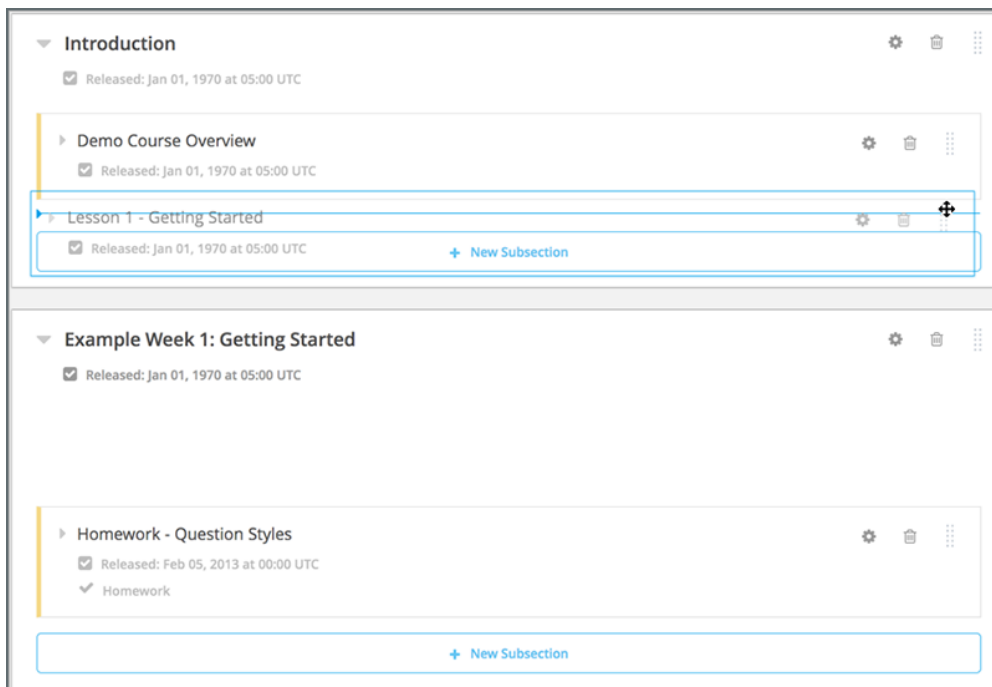 Introduction
Released: Jan 01, 1970 at 05:00 UTC
Demo Course Overview
Released: Jan 01, 1970 at 05:00 UTC
Lesson 1 - Getting Started
Released: Jan 01, 1970 at 05:00 UTC
+ New Subsection
Example Week 1: Getting Started
Released: Jan 01, 1970 at 05:00 UTC
Homework - Question Styles
Released: Feb 05, 2013 at 00:00 UTC
Homework
+ New Subsection